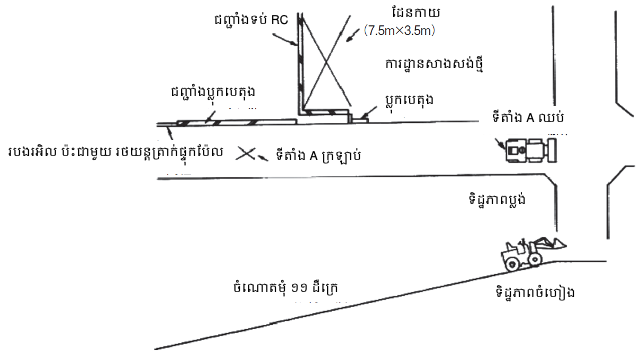 ជញ្ជាំងទប់ RC
ដែនកាយ
(7.5m×3.5m)
ការដ្ឋានសាងសង់ថ្មី
ជញ្ជាំងប្លុកបេតុង
ប្លុកបេតុង
ទីតាំង A ឈប់
របងរអិល ប៉ះជាមួយ រថយន្តត្រាក់ផ្ទុកប៉ែល
ទីតាំង A ក្រឡាប់
ទិដ្ឋភាពប្លង់
ចំណោតមុំ ១១ ដឺក្រេ
ទិដ្ឋភាពចំហៀង